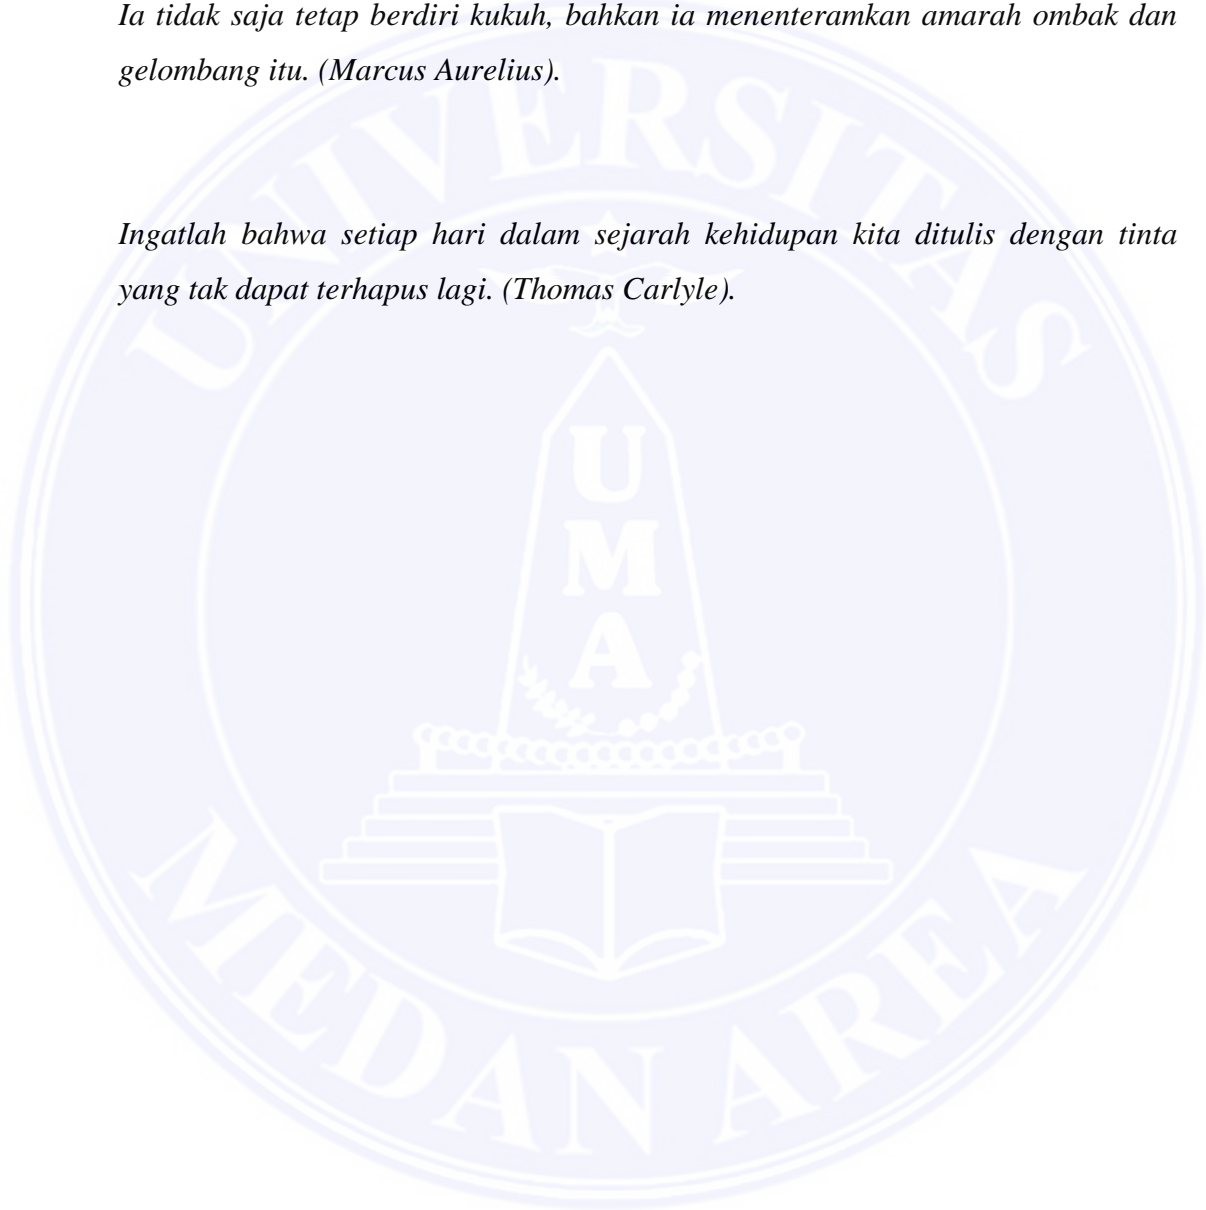 Ia tidak saja tetap berdiri kukuh, bahkan ia menenteramkan amarah ombak dan
gelombang itu. (Marcus Aurelius).
Ingatlah bahwa setiap hari dalam sejarah kehidupan kita ditulis dengan tinta
yang tak dapat terhapus lagi. (Thomas Carlyle).
UNIVERSITAS
U
M
A
MEDAN AREA